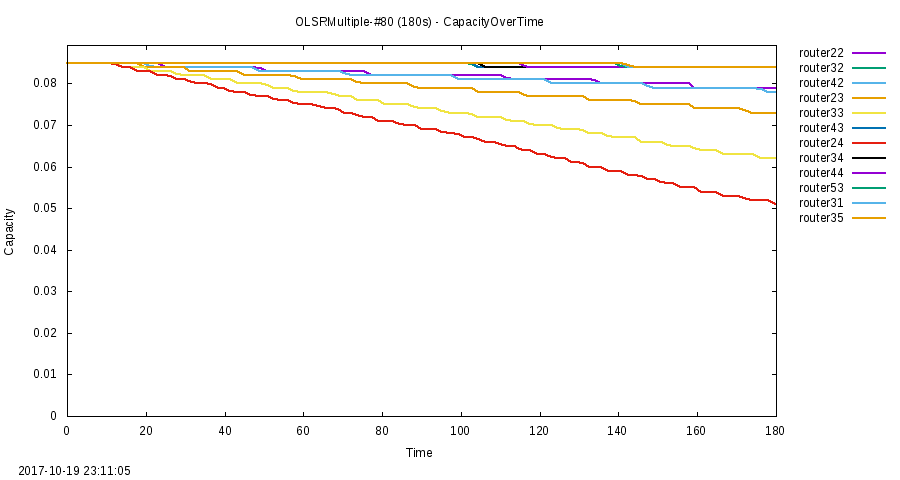 OLSRMultiple-#80 (180s) - CapacityOverTime
router22
router32
router42
router23
router33
router43
router24
router34
router44
router53
router31
router35
0.08
0.07
0.06
0.05
0.04
0.03
0.02
0.01
0
Capacity
0 20 40 60 80 100 120 140 160 180
Time
2017-10-19 23:11:05